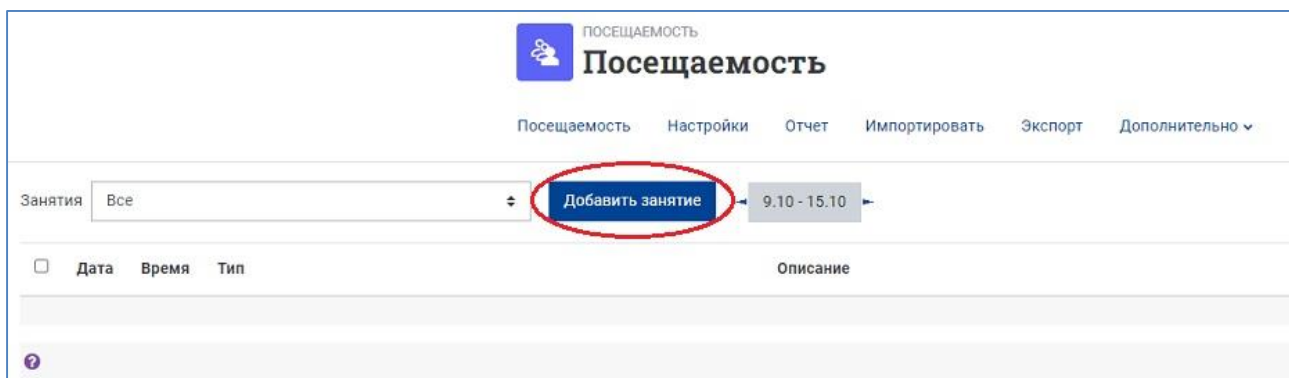 ПОСЕЩАЕМОСТЬ
Посещаемость
Посещаемость Настройки Отчет Импортировать Экспорт Дополнительно
Занятия Все Добавить занятие 9.10 - 15.10
Дата Время Тип Описание
?